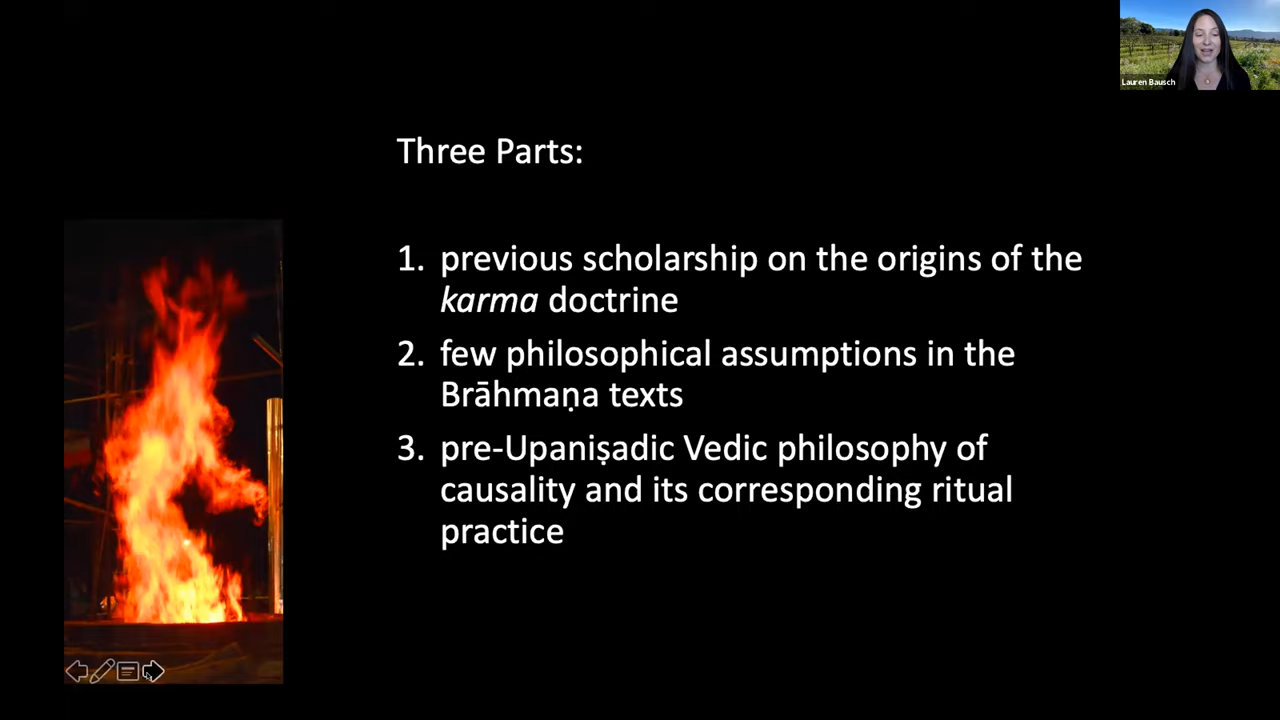 Lauren Bausch
Three Parts:
1. previous scholarship on the origins of the
karma doctrine
2. few philosophical assumptions in the
Brāhmaṇa texts
3. pre-Upaniṣadic Vedic philosophy of
causality and its corresponding ritual
practice